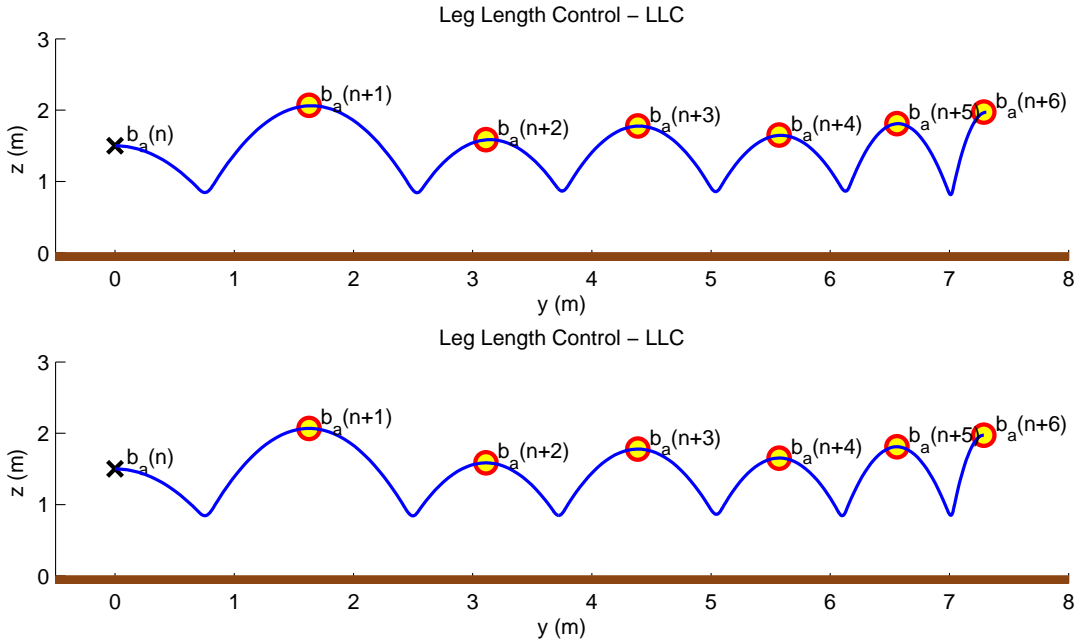 Leg Length Control – LLC
3
2
1
0
z (m)
b_a(n)
b_a(n+1)
b_a(n+2)
b_a(n+3)
b_a(n+4)
b_a(n+5)
b_a(n+6)
0 1 2 3 4 5 6 7 8
y (m)
Leg Length Control – LLC
3
2
1
0
z (m)
b_a(n)
b_a(n+1)
b_a(n+2)
b_a(n+3)
b_a(n+4)
b_a(n+5)
b_a(n+6)
0 1 2 3 4 5 6 7 8
y (m)